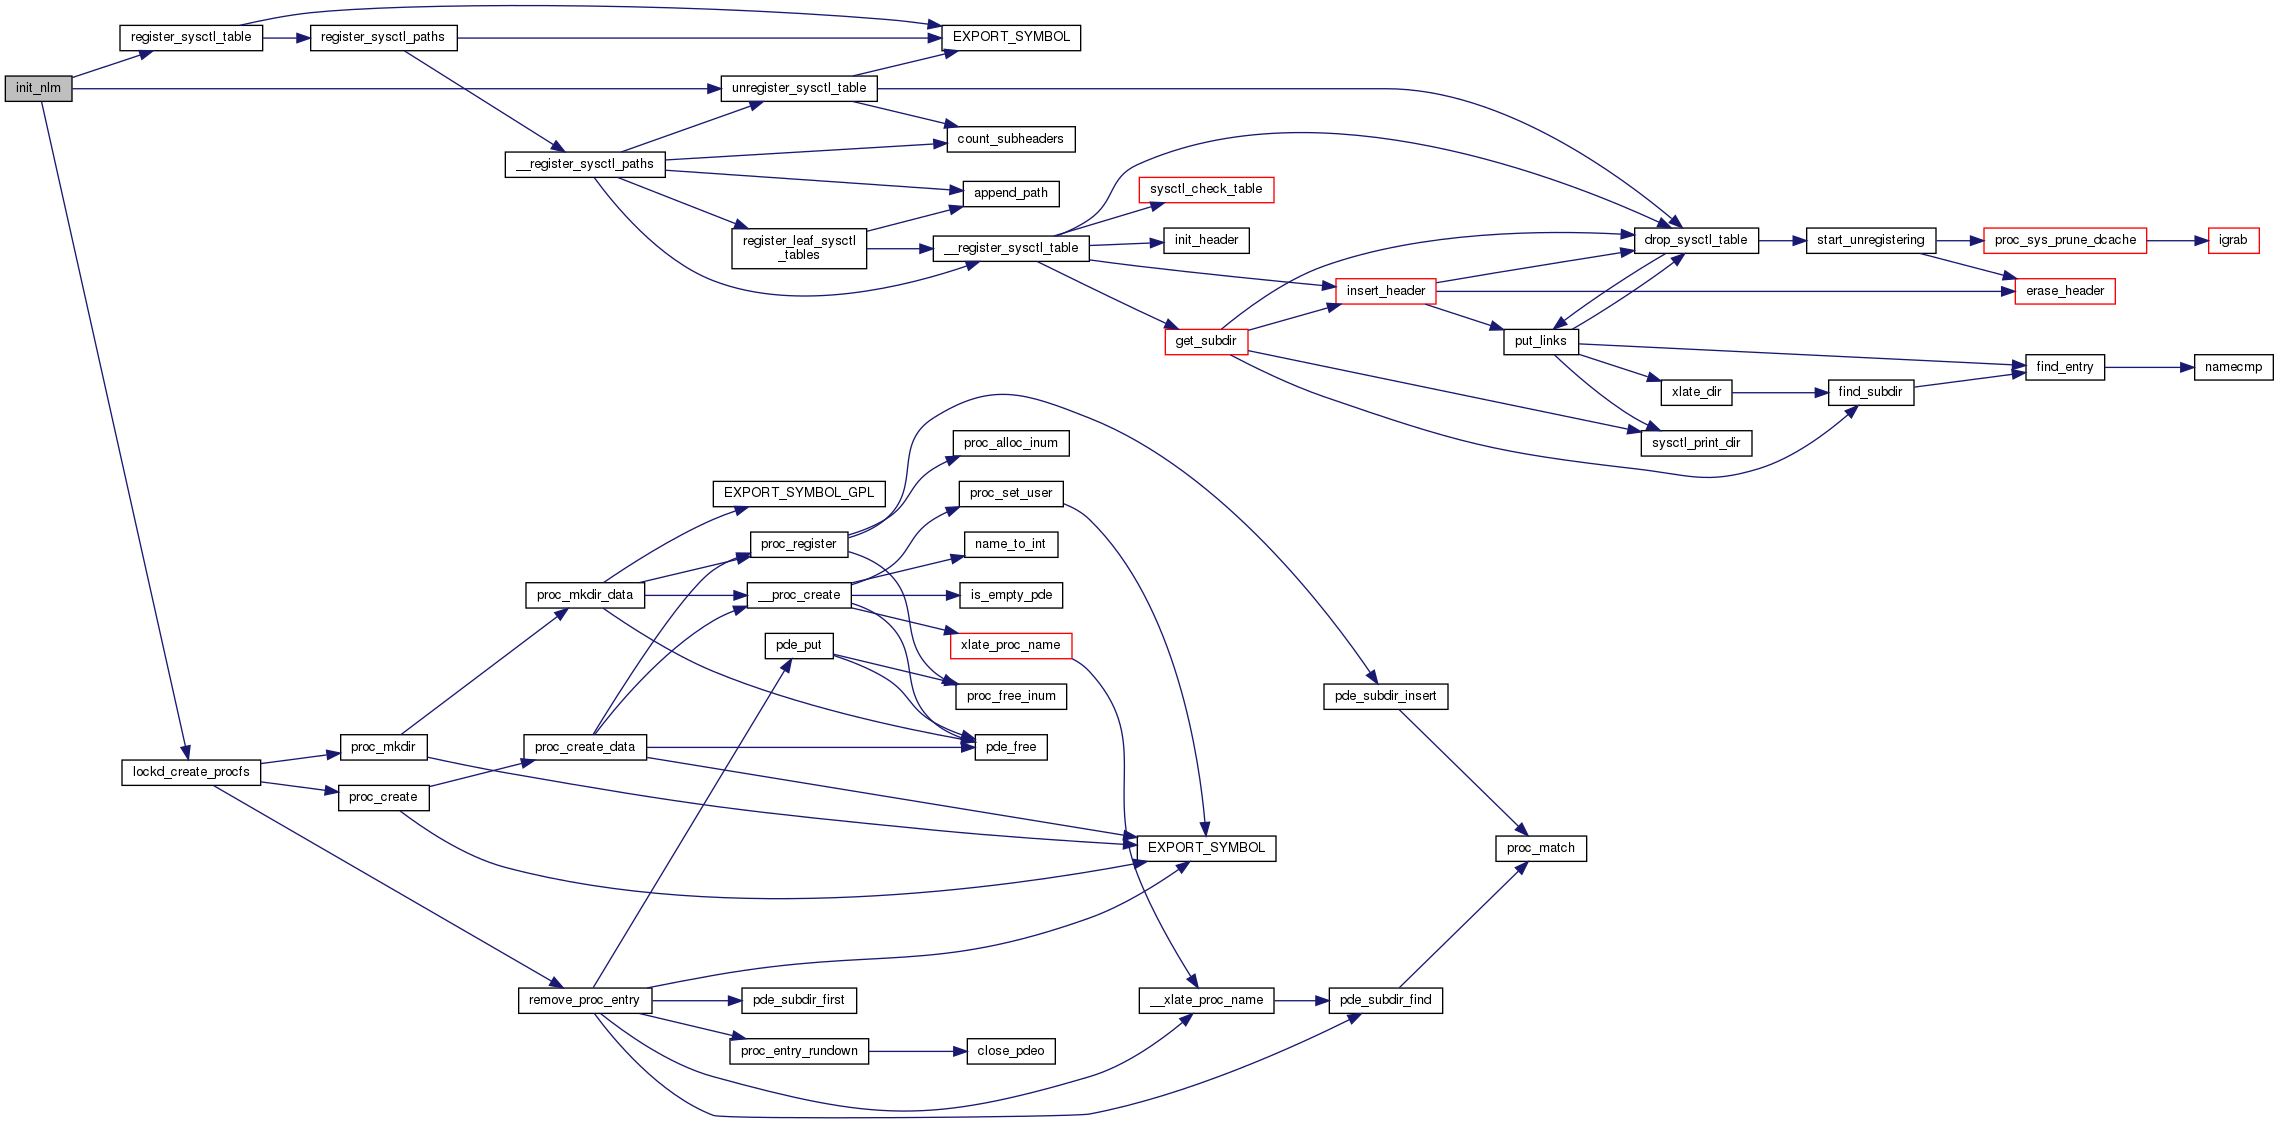 register_sysctl_table
register_sysctl_paths
EXPORT_SYMBOL
init_nlm
unregister_sysctl_table
count_subheaders
__register_sysctl_paths
append_path
sysctl_check_table
register_leaf_sysctl
_tables
__register_sysctl_table
init_header
drop_sysctl_table
start_unregistering
proc_sys_prune_dcache
igrab
insert_header
erase_header
get_subdir
put_links
find_entry
namecmp
xlate_dir
find_subdir
sysctl_print_dir
proc_alloc_inum
EXPORT_SYMBOL_GPL
proc_set_user
proc_register
name_to_int
proc_mkdir_data
__proc_create
is_empty_pde
pde_put
xlate_proc_name
proc_free_inum
pde_subdir_insert
proc_mkdir
proc_create_data
pde_free
lockd_create_procfs
proc_create
EXPORT_SYMBOL
proc_match
remove_proc_entry
pde_subdir_first
__xlate_proc_name
pde_subdir_find
proc_entry_rundown
close_pdeo